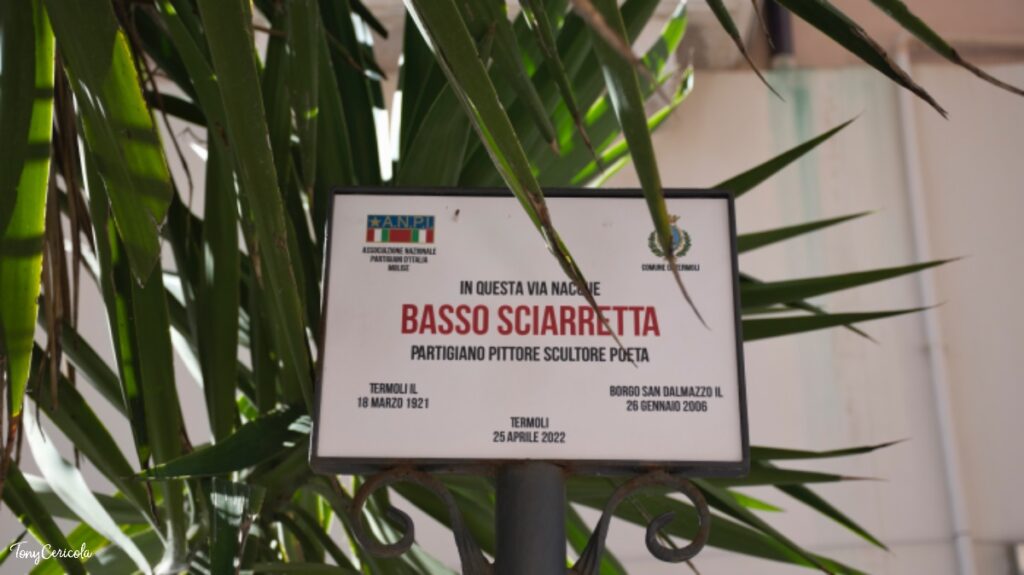 A.N.P.I.
ASSOCIAZIONE NAZIONALE
PARTIGIANI D'ITALIA
MOLISE
COMUNE DI TERMOLI
IN QUESTA VIA NACQUE
BASSO SCIARRETTA
PARTIGIANO PITTORE SCULTORE POETA
TERMOLI IL
18 MARZO 1921
BORGO SAN DALMAZZO IL
26 GENNAIO 2006
TERMOLI
25 APRILE 2022
TonyCericola